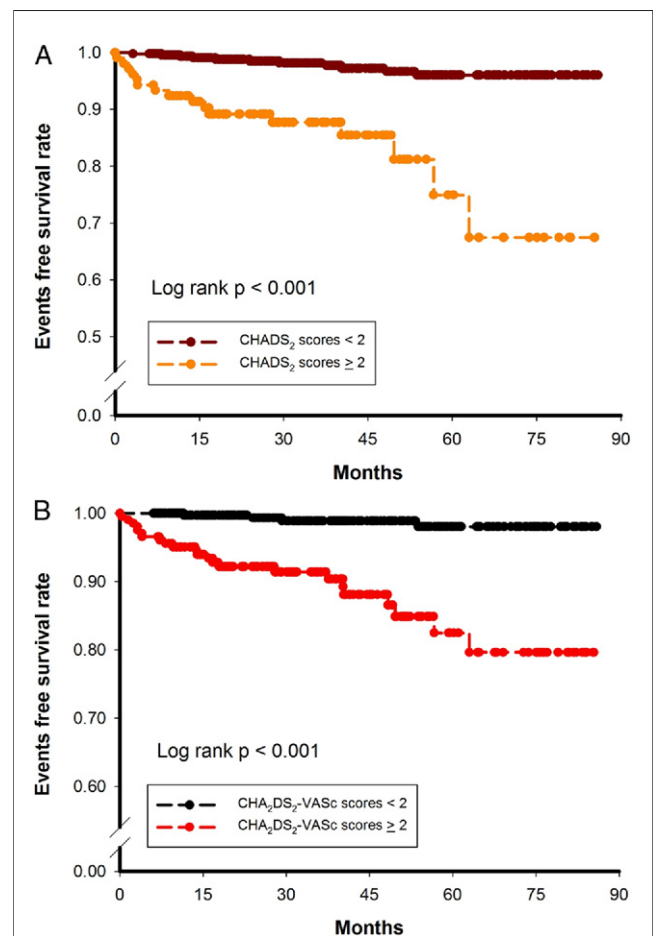 A
1.0
0.9
0.8
0.7
0.6
0.5
0.0
Events free survival rate
Log rank p < 0.001
CHADS₂ scores < 2
CHADS₂ scores ≥ 2
0 15 30 45 60 75 90
Months
B
1.00
0.90
0.80
0.70
0.60
0.00
Events free survival rate
Log rank p < 0.001
CHA₂DS₂-VASc scores < 2
CHA₂DS₂-VASc scores ≥ 2
0 15 30 45 60 75 90
Months